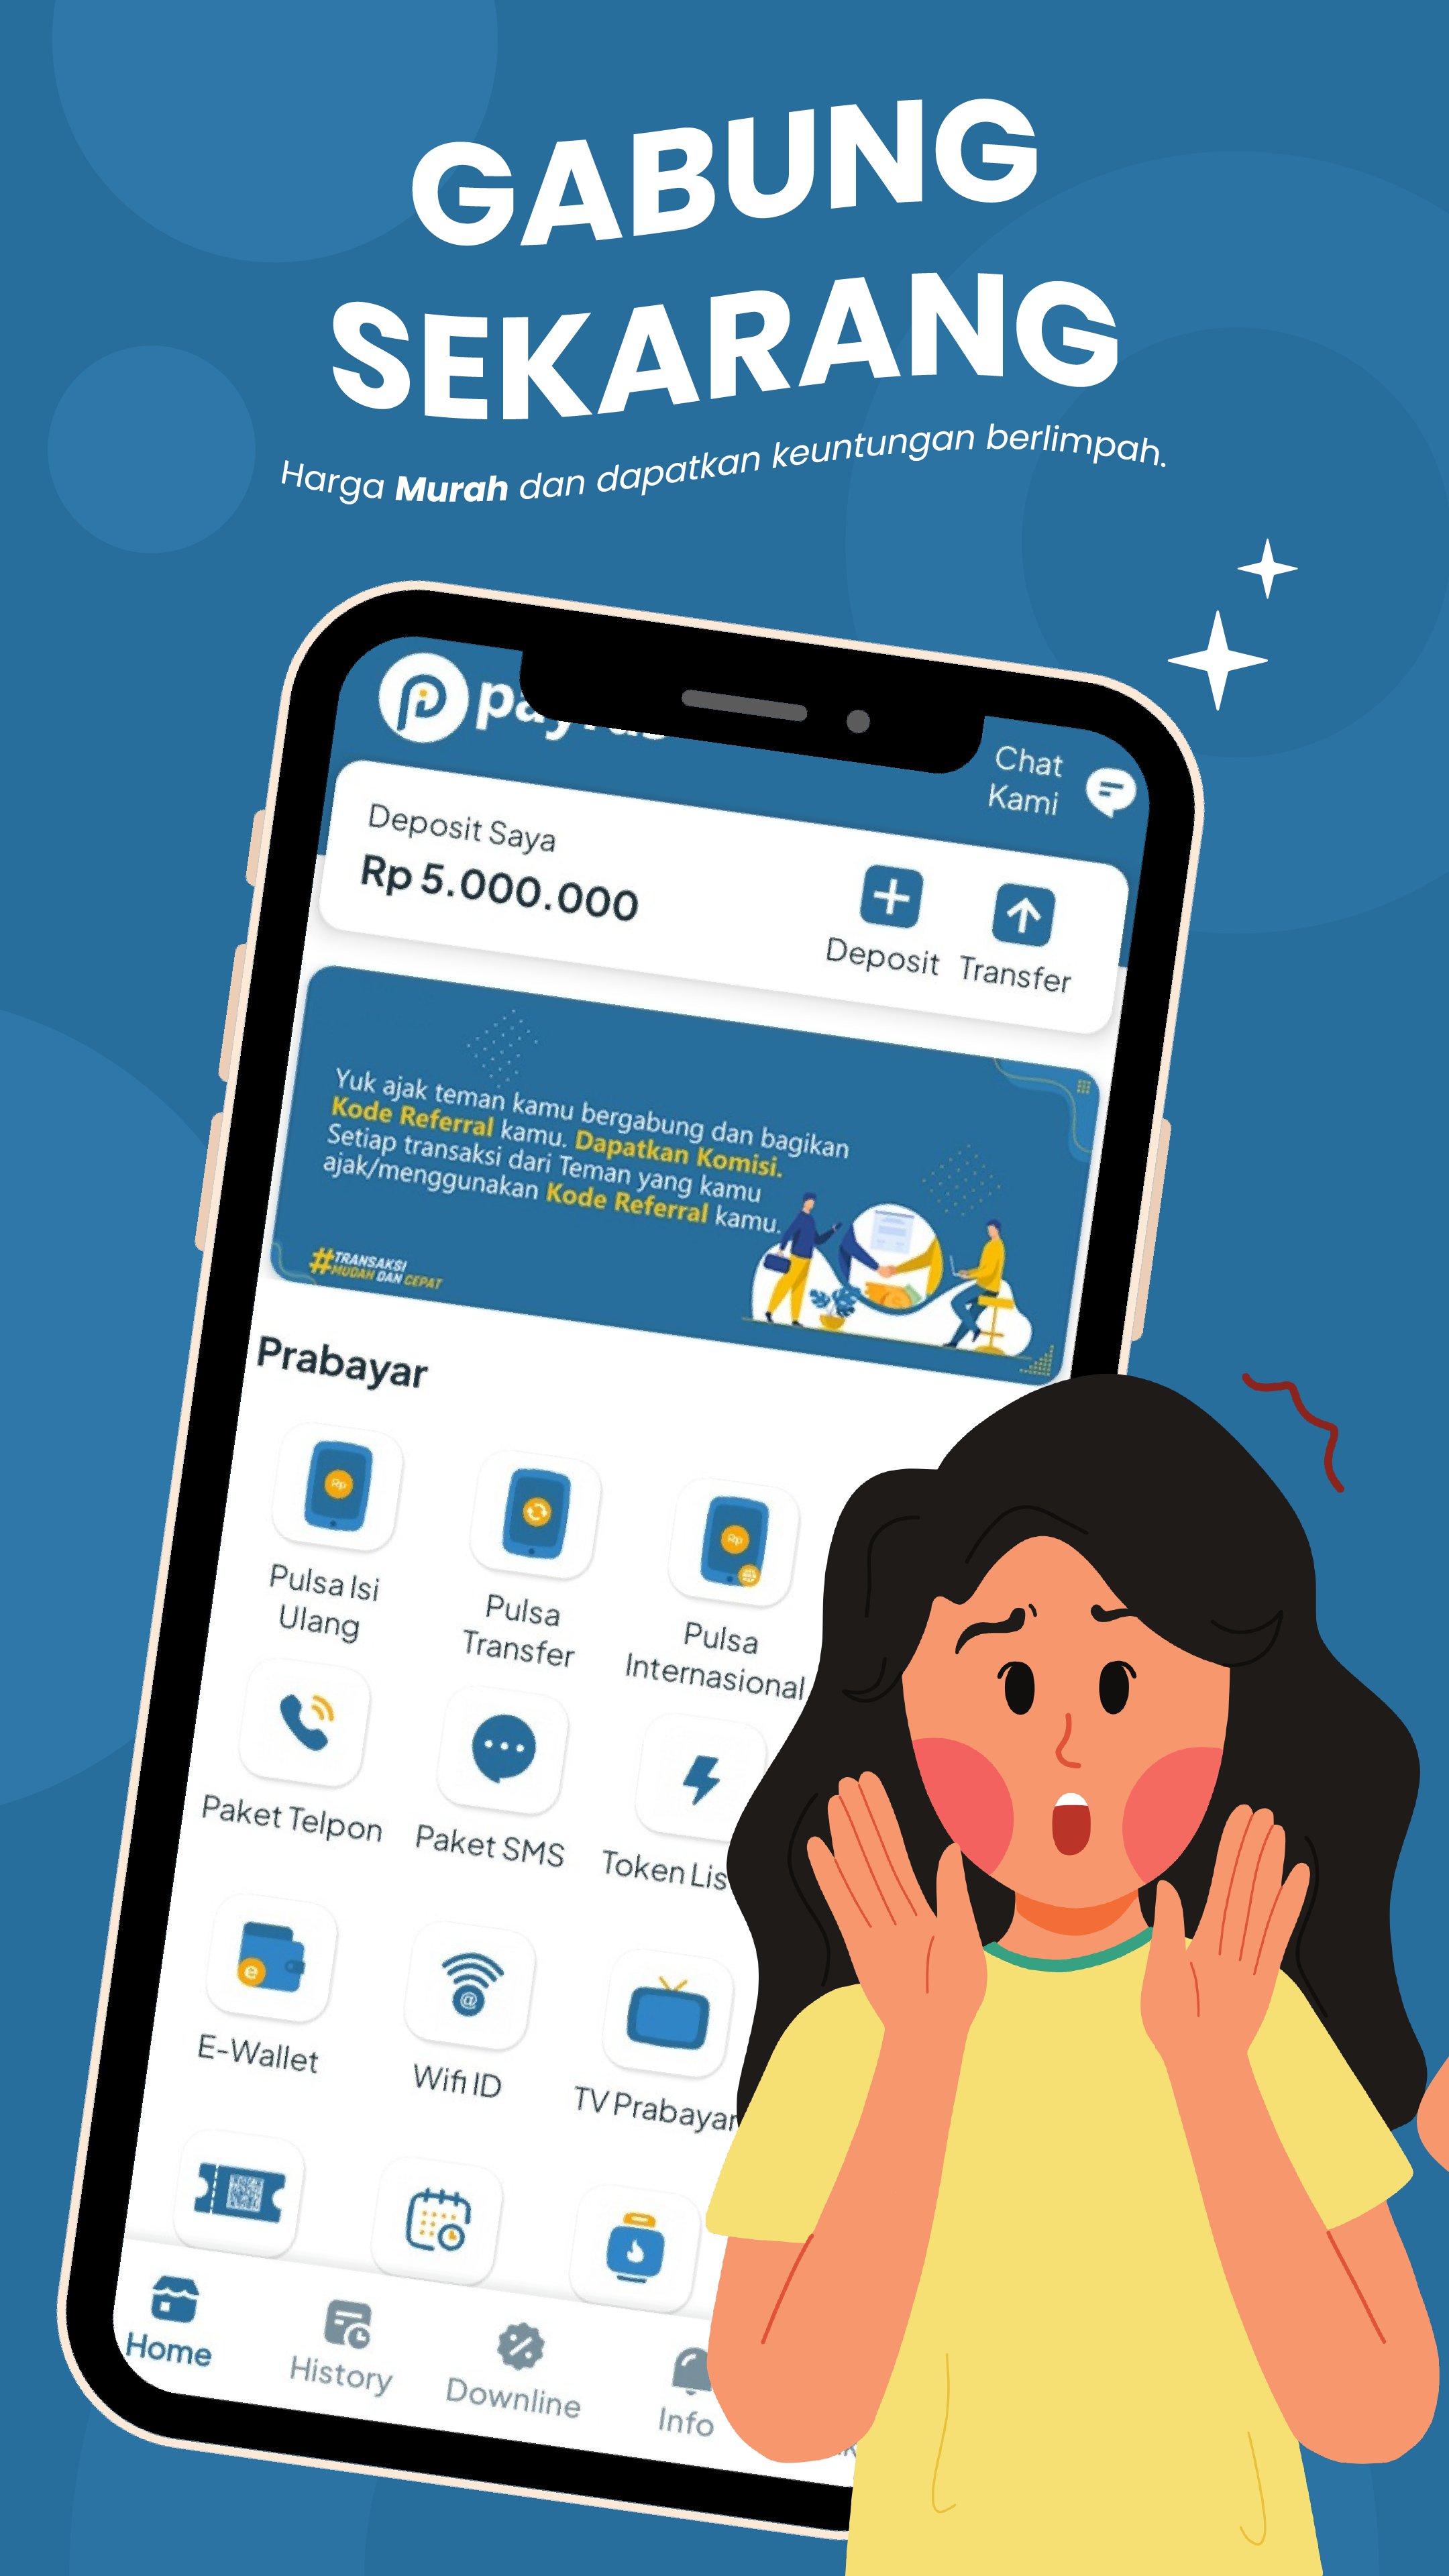 GABUNG
SEKARANG
Harga Murah dan dapatkan keuntungan berlimpah.
Chat
Kami
Deposit Saya
Rp 5.000.000
Deposit
Transfer
Yuk ajak teman kamu bergabung dan bagikan
Kode Referral kamu. Dapatkan Komisi.
Setiap transaksi dari Teman yang kamu
ajak/menggunakan Kode Referral kamu.
#TRANSAKSI
MUDAH DAN CEPAT
Prabayar
Rp
Rp
Pulsa Isi
Ulang
Pulsa
Transfer
Pulsa
Internasional
Paket Telpon
Paket SMS
Token Lis
e
@
E-Wallet
Wifi ID
TV Prabayar
Home
History
Downline
Info